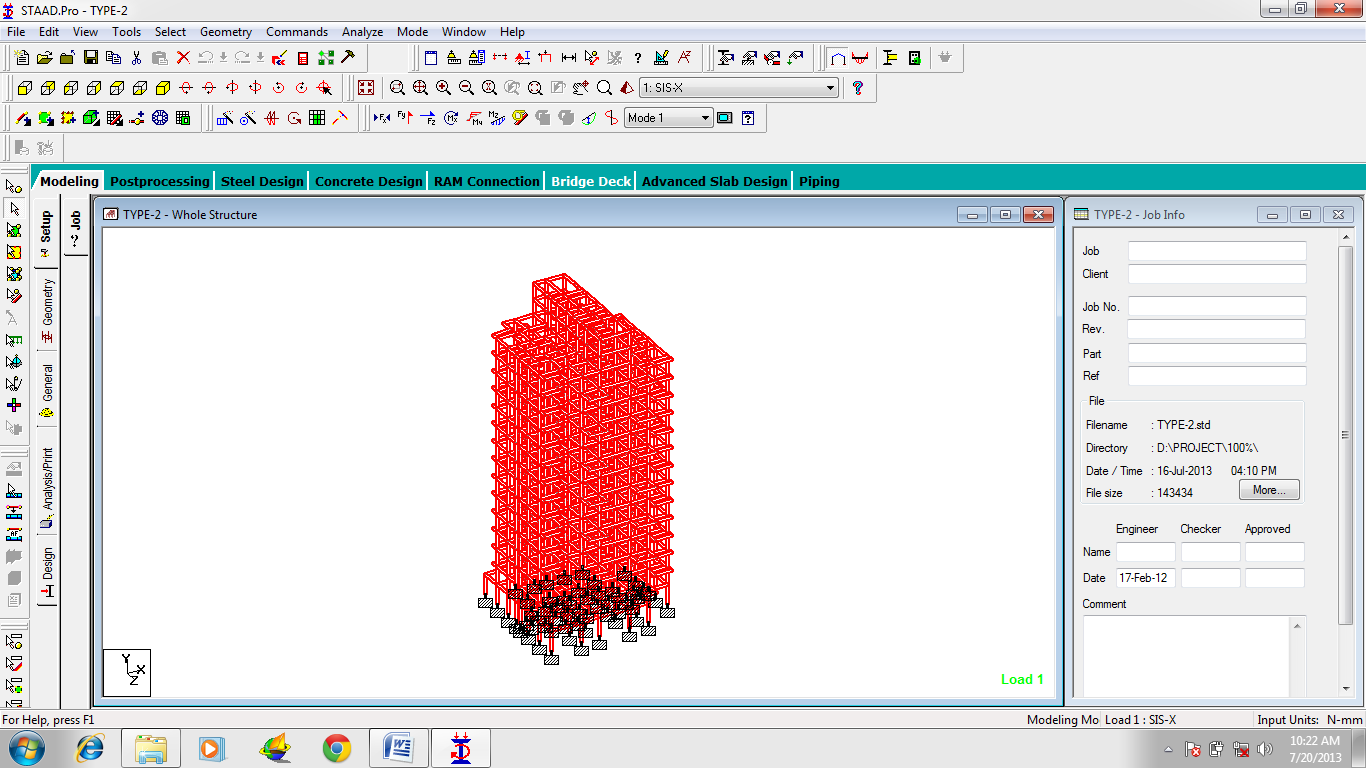 STAAD.Pro - TYPE-2
File Edit View Tools Select Geometry Commands Analyze Mode Window Help
1: SIS-X
Mode 1
Modeling Postprocessing Steel Design Concrete Design RAM Connection Bridge Deck Advanced Slab Design Piping
Setup
Geometry
General
Analysis/Print
Design
? Job
TYPE-2 - Whole Structure
Y
X
Z
Load 1
TYPE-2 - Job Info
Job
Client
Job No.
Rev.
Part
Ref
File
Filename : TYPE-2.std
Directory : D:\PROJECT\100%\
Date / Time : 16-Jul-2013 04:10 PM
File size : 143434 More...
Engineer Checker Approved
Name
Date 17-Feb-12
Comment
For Help, press F1 Modeling Mo Load 1 : SIS-X Input Units: N-mm
10:22 AM
7/20/2013